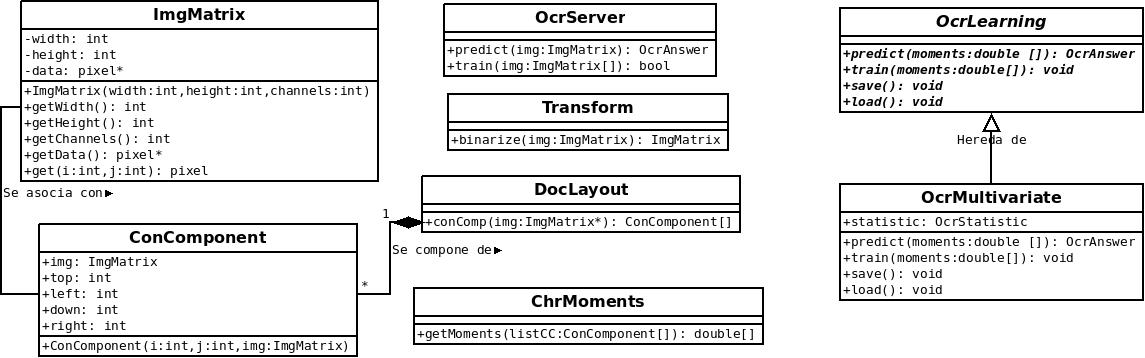 ImgMatrix
-width: int
-height: int
-data: pixel*
+ImgMatrix(width:int,height:int,channels:int)
+getWidth(): int
+getHeight(): int
+getChannels(): int
+getData(): pixel*
+get(i:int,j:int): pixel
Se asocia con
ConComponent
+img: ImgMatrix
+top: int
+left: int
+down: int
+right: int
+ConComponent(i:int,j:int,img:ImgMatrix)
OcrServer
+predict(img:ImgMatrix): OcrAnswer
+train(img:ImgMatrix[]): bool
Transform
+binarize(img:ImgMatrix): ImgMatrix
DocLayout
+conComp(img:ImgMatrix*): ConComponent[]
1
Se compone de
*
ChrMoments
+getMoments(listCC:ConComponent[]): double[]
OcrLearning
+predict(moments:double []): OcrAnswer
+train(moments:double[]): void
+save(): void
+load(): void
Hereda de
OcrMultivariate
+statistic: OcrStatistic
+predict(moments:double []): OcrAnswer
+train(moments:double[]): void
+save(): void
+load(): void